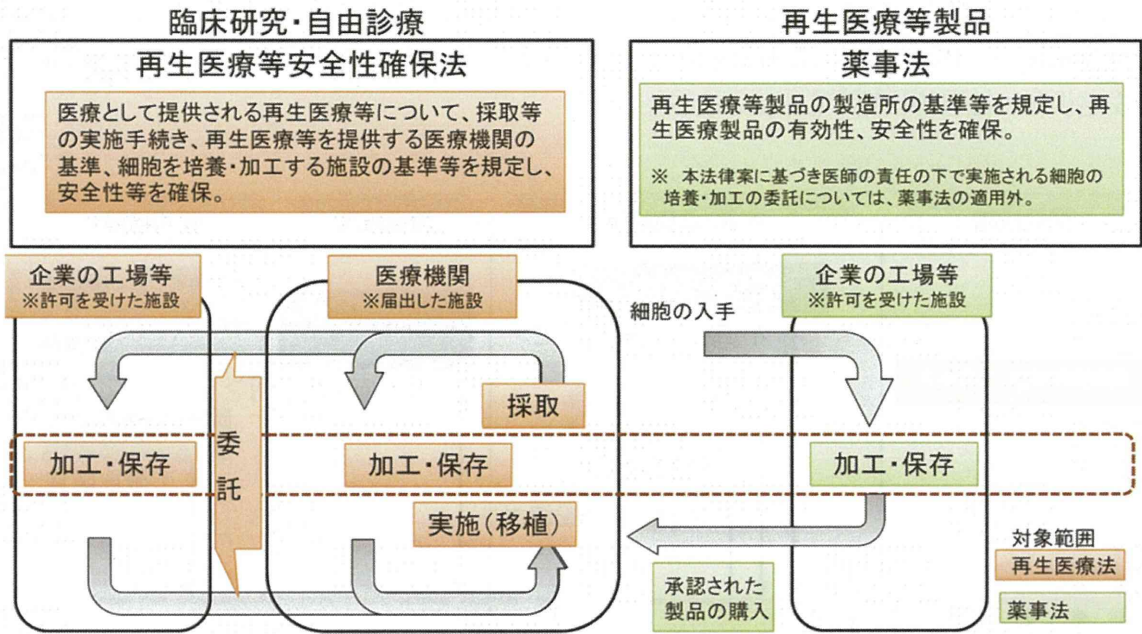 臨床研究・自由診療
再生医療等安全性確保法
医療として提供される再生医療等について、採取等
の実施手続き、再生医療等を提供する医療機関の
基準、細胞を培養・加工する施設の基準等を規定し、
安全性等を確保。
再生医療等製品
薬事法
再生医療等製品の製造所の基準等を規定し、再
生医療製品の有効性、安全性を確保。
※ 本法律案に基づき医師の責任の下で実施される細胞の
培養・加工の委託については、薬事法の適用外。
企業の工場等
※許可を受けた施設
医療機関
※届出した施設
細胞の入手
企業の工場等
※許可を受けた施設
採取
委託
加工・保存
加工・保存
加工・保存
実施(移植)
承認された
製品の購入
対象範囲
再生医療法
薬事法